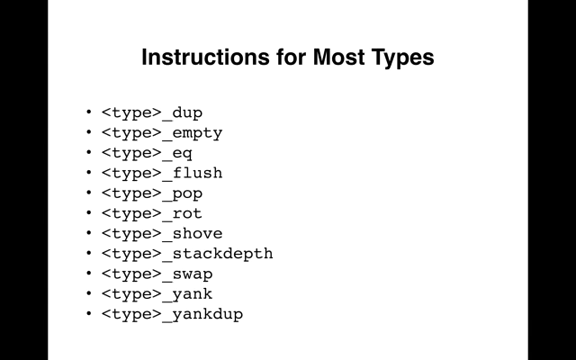 Instructions for Most Types
• <type>_dup
• <type>_empty
• <type>_eq
• <type>_flush
• <type>_pop
• <type>_rot
• <type>_shove
• <type>_stackdepth
• <type>_swap
• <type>_yank
• <type>_yankdup